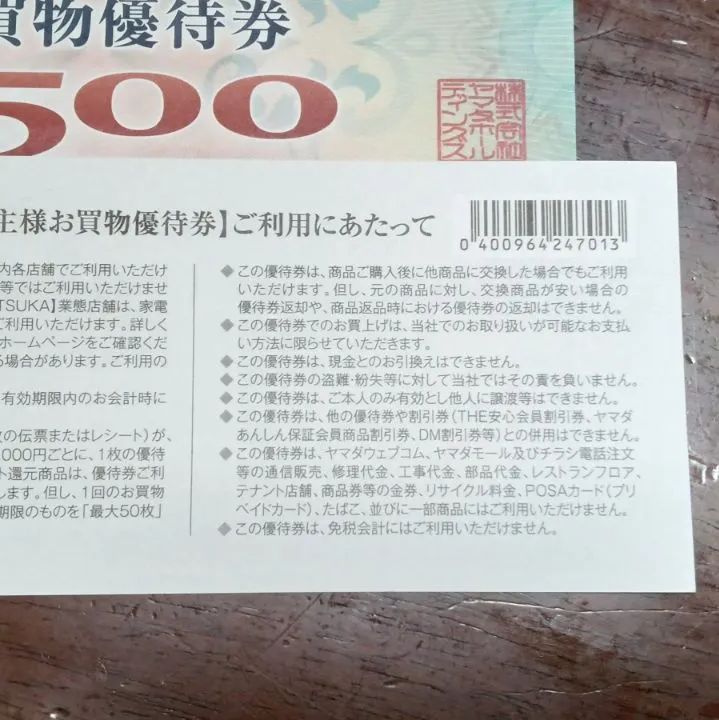 買物優待券
500
株式会社
ヤマダホール
ディングス
主様お買物優待券】ご利用にあたって
0400964247013
内各店舗でご利用いただけ
等ではご利用いただけません
TSUKA】業態店舗は、家電
ご利用いただけます。詳しく
ホームページをご確認くだ
る場合があります。ご利用の
有効期限内のお会計時に
枚の伝票またはレシート)が、
,000円ごとに、1枚の優待
ト還元商品は、優待券ご利
します。但し、1回のお買物
期限のものを「最大50枚」
◆この優待券は、商品ご購入後に他商品に交換した場合でもご利用
いただけます。但し、元の商品に対し、交換商品が安い場合の
優待券返却や、商品返品時における優待券の返却はできません。
◆この優待券でのお買上げは、当社でのお取り扱いが可能なお支払
い方法に限らせていただきます。
◆この優待券は、現金とのお引換えはできません。
◆この優待券の盗難・紛失等に対して当社ではその責を負いません。
◆この優待券は、ご本人のみ有効とし他人に譲渡等はできません。
◆この優待券は、他の優待券や割引券(THE安心会員割引券、ヤマダ
あんしん保証会員商品割引券、DM割引券等)との併用はできません。
◆この優待券は、ヤマダウェブコム、ヤマダモール及びチラシ電話注文
等の通信販売、修理代金、工事代金、部品代金、レストランフロア、
テナント店舗、商品券等の金券、リサイクル料金、POSAカード(プリ
ペイドカード)、たばこ、並びに一部商品にはご利用いただけません。
◆この優待券は、免税会計にはご利用いただけません。